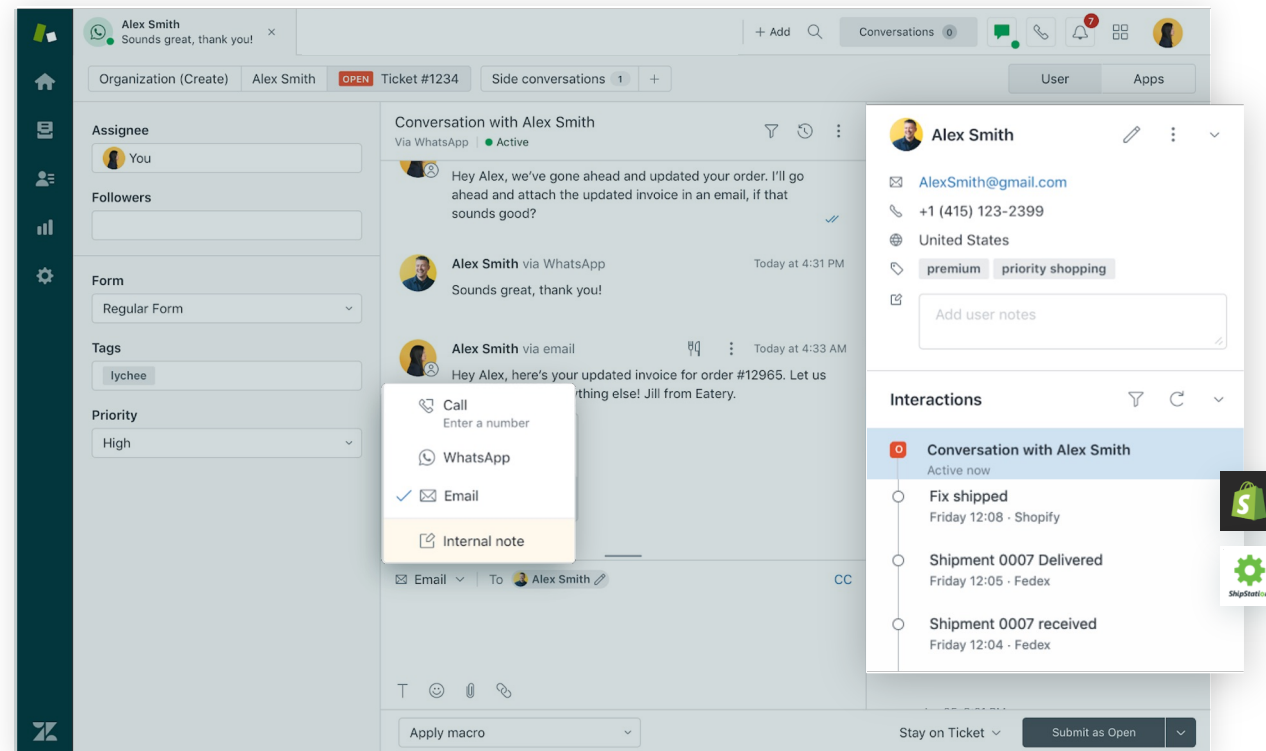 Alex Smith
Sounds great, thank you!
+ Add
Conversations 0
7
Organization (Create)
Alex Smith
OPEN Ticket #1234
Side conversations 1
+
User
Apps
Assignee
You
Followers
Form
Regular Form
Tags
lychee
Priority
High
Conversation with Alex Smith
Via WhatsApp
Active
Hey Alex, we've gone ahead and updated your order. I'll go
ahead and attach the updated invoice in an email, if that
sounds good?
Alex Smith via WhatsApp
Today at 4:31 PM
Sounds great, thank you!
Alex Smith via email
Today at 4:33 AM
Hey Alex, here's your updated invoice for order #12965. Let us
else! Jill from Eatery.
Call
Enter a number
WhatsApp
Email
Internal note
Email
To Alex Smith
CC
Apply macro
Stay on Ticket
Submit as Open
Alex Smith
AlexSmith@gmail.com
+1 (415) 123-2399
United States
premium priority shopping
Add user notes
Interactions
Conversation with Alex Smith
Active now
Fix shipped
Friday 12:08 · Shopify
Shipment 0007 Delivered
Friday 12:05 · Fedex
Shipment 0007 received
Friday 12:04 · Fedex